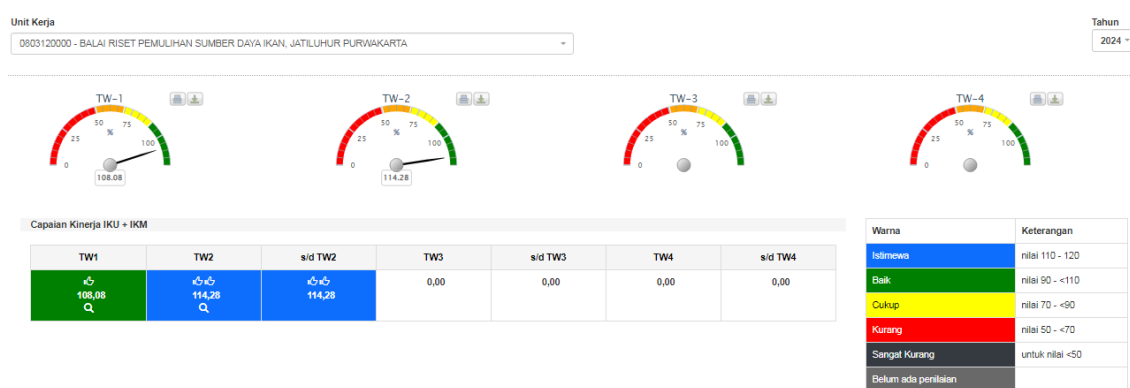 Unit Kerja
Tahun
0803120000 - BALAI RISET PEMULIHAN SUMBER DAYA IKAN, JATILUHUR PURWAKARTA
2024
TW-1
TW-2
TW-3
TW-4
0 25 50 75 100
%
108.08
0 25 50 75 100
%
114.28
0 25 50 75 100
%
0 25 50 75 100
%
Capaian Kinerja IKU + IKM
TW1 TW2 s/d TW2 TW3 s/d TW3 TW4 s/d TW4
108,08 114,28 114,28 0,00 0,00 0,00 0,00
Warna Keterangan
Istimewa nilai 110 - 120
Baik nilai 90 - <110
Cukup nilai 70 - <90
Kurang nilai 50 - <70
Sangat Kurang untuk nilai <50
Belum ada penilaian